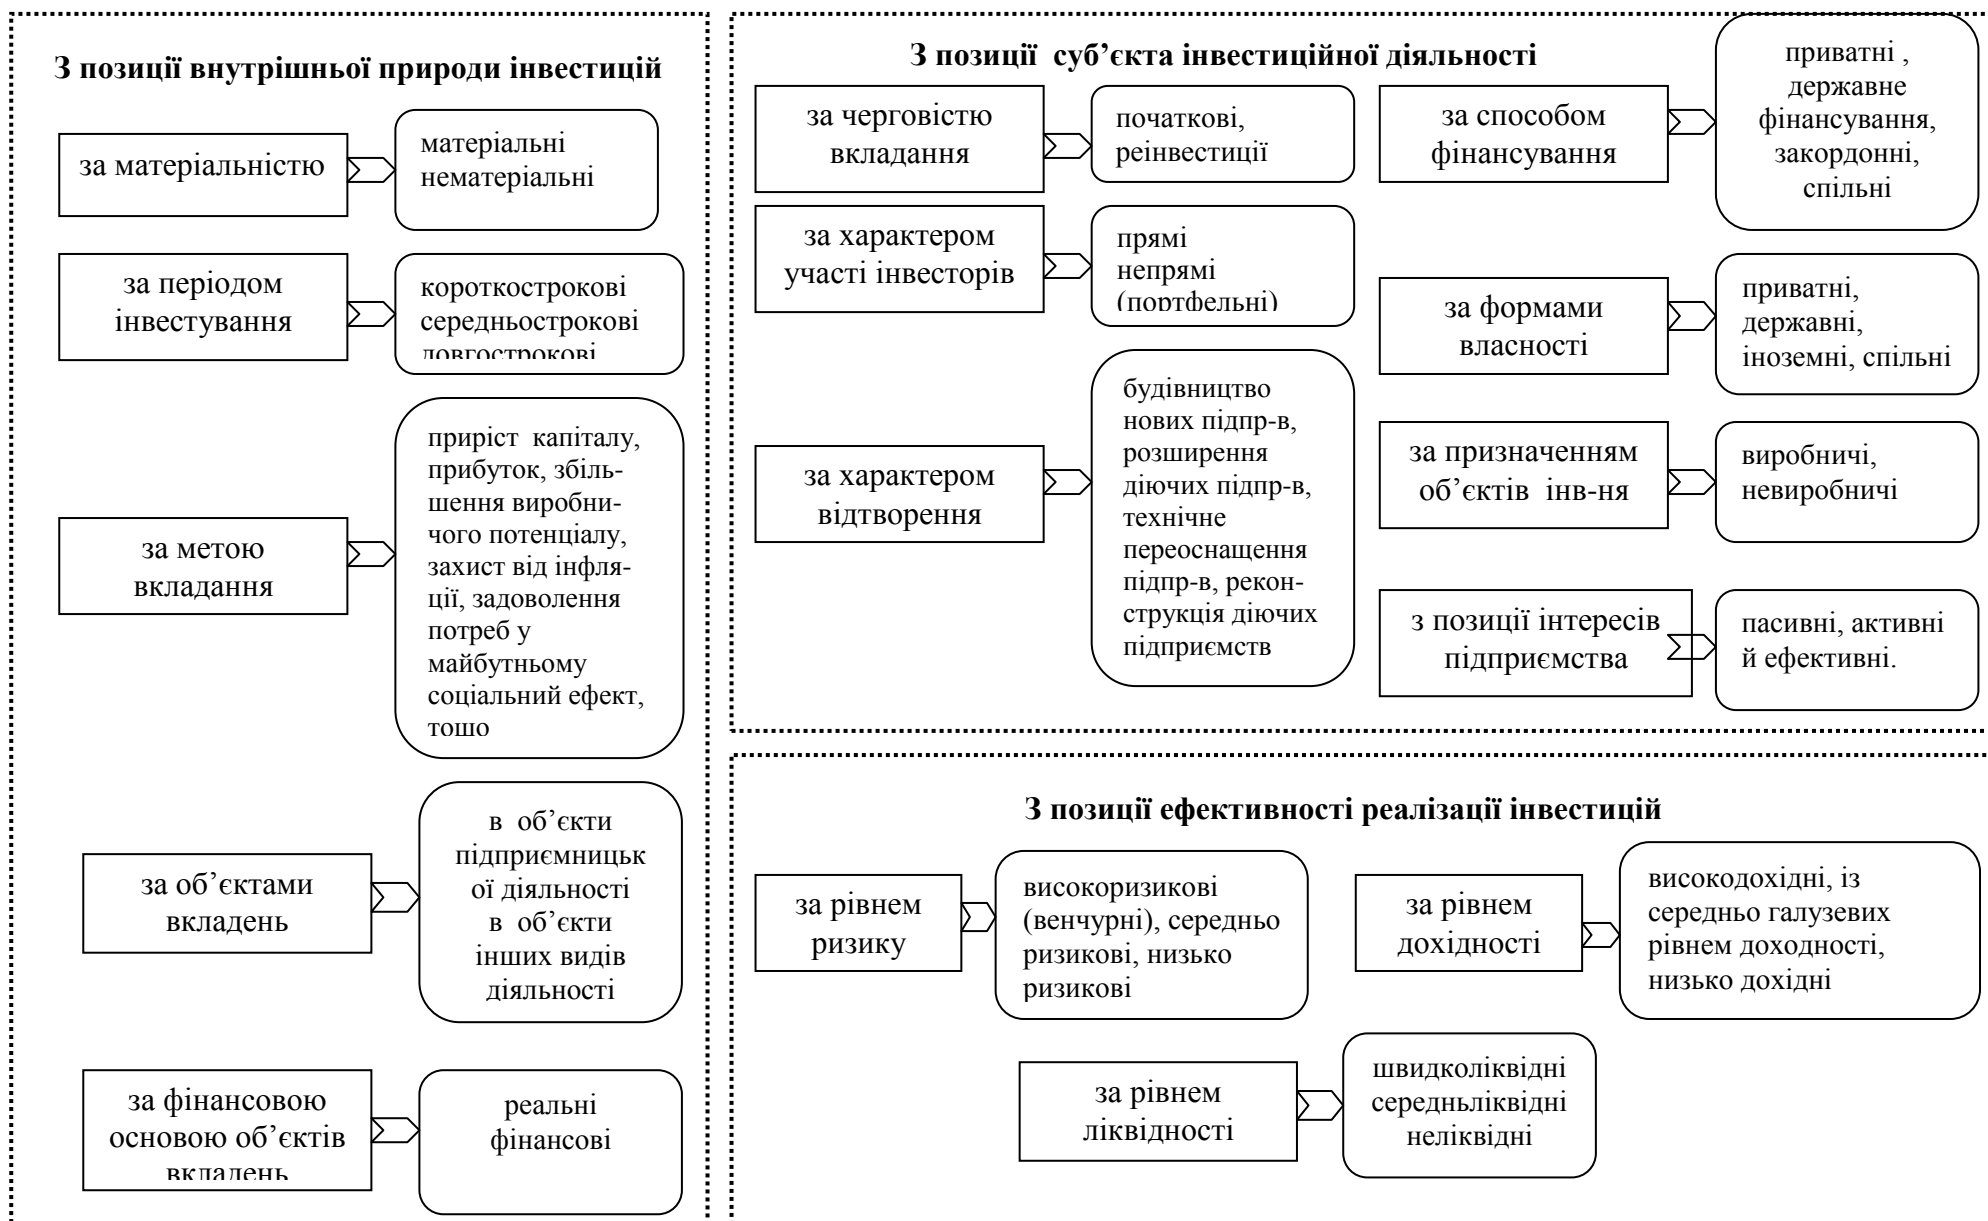 З позиції внутрішньої природи інвестицій
за матеріальністю
матеріальні
нематеріальні
за періодом
інвестування
короткострокові
середньострокові
довгострокові
за метою
вкладання
приріст капіталу,
прибуток, збіль-
шення виробни-
чого потенціалу,
захист від інфля-
ції, задоволення
потреб у
майбутньому
соціальний ефект,
тошо
за об’єктами
вкладень
в об’єкти
підприємницьк
ої діяльності
в об’єкти
інших видів
діяльності
за фінансовою
основою об’єктів
вкладень
реальні
фінансові
З позиції суб’єкта інвестиційної діяльності
за черговістю
вкладання
початкові,
реінвестиції
за характером
участі інвесторів
прямі
непрямі
(портфельні)
за характером
відтворення
будівництво
нових підпр-в,
розширення
діючих підпр-в,
технічне
переоснащення
підпр-в, рекон-
струкція діючих
підприємств
за способом
фінансування
приватні ,
державне
фінансування,
закордонні,
спільні
за формами
власності
приватні,
державні,
іноземні, спільні
за призначенням
об’єктів інв-ня
виробничі,
невиробничі
з позиції інтересів
підприємства
пасивні, активні
й ефективні.
З позиції ефективності реалізації інвестицій
за рівнем
ризику
високоризикові
(венчурні), середньо
ризикові, низько
ризикові
за рівнем
дохідності
високодохідні, із
середньо галузевих
рівнем доходності,
низько дохідні
за рівнем
ліквідності
швидколіквідні
середньліквідні
неліквідні